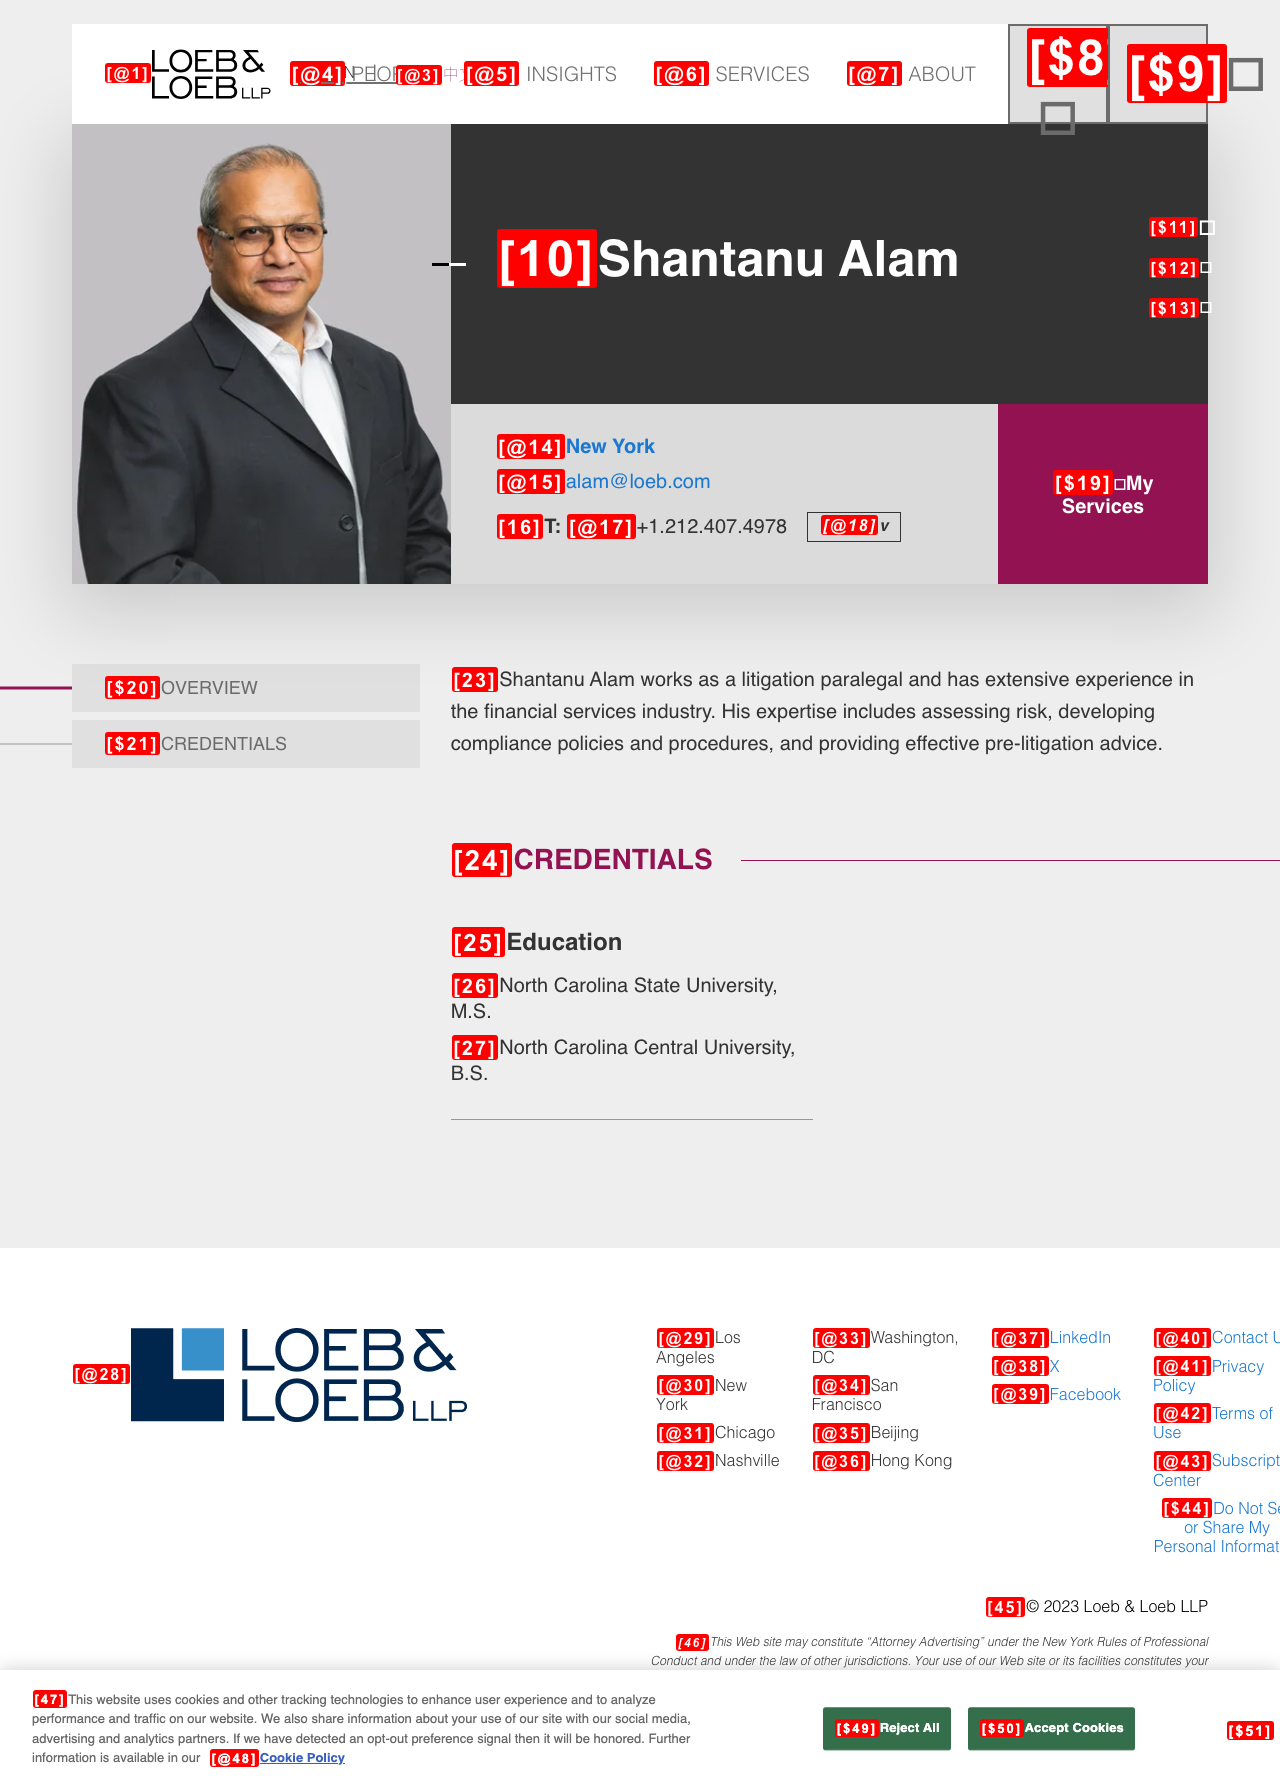 [@1]
LOEB &
LOEB LLP
[@4]
[@3]
[@5] INSIGHTS
[@6] SERVICES
[@7] ABOUT
[$8
[$9]
[10]Shantanu Alam
[$11]
[$12]
[$13]
[@14]New York
[@15]alam@loeb.com
[16]T: [@17]+1.212.407.4978
[@18]v
[$19]□My
Services
[$20]OVERVIEW
[$21]CREDENTIALS
[23]Shantanu Alam works as a litigation paralegal and has extensive experience in
the financial services industry. His expertise includes assessing risk, developing
compliance policies and procedures, and providing effective pre-litigation advice.
[24]CREDENTIALS
[25]Education
[26]North Carolina State University,
M.S.
[27]North Carolina Central University,
B.S.
[@28]
LOEB &
LOEB LLP
[@29]Los
Angeles
[@30]New
York
[@31]Chicago
[@32]Nashville
[@33]Washington,
DC
[@34]San
Francisco
[@35]Beijing
[@36]Hong Kong
[@37]LinkedIn
[@38]X
[@39]Facebook
[@40]Contact U
[@41]Privacy
Policy
[@42]Terms of
Use
[@43]Subscript
Center
[$44]Do Not Se
or Share My
Personal Informat
[45]© 2023 Loeb & Loeb LLP
[46]This Web site may constitute “Attorney Advertising” under the New York Rules of Professional
Conduct and under the law of other jurisdictions. Your use of our Web site or its facilities constitutes your
[47]This website uses cookies and other tracking technologies to enhance user experience and to analyze
performance and traffic on our website. We also share information about your use of our site with our social media,
advertising and analytics partners. If we have detected an opt-out preference signal then it will be honored. Further
information is available in our [@48]Cookie Policy
[$49]Reject All
[$50]Accept Cookies
[$51]